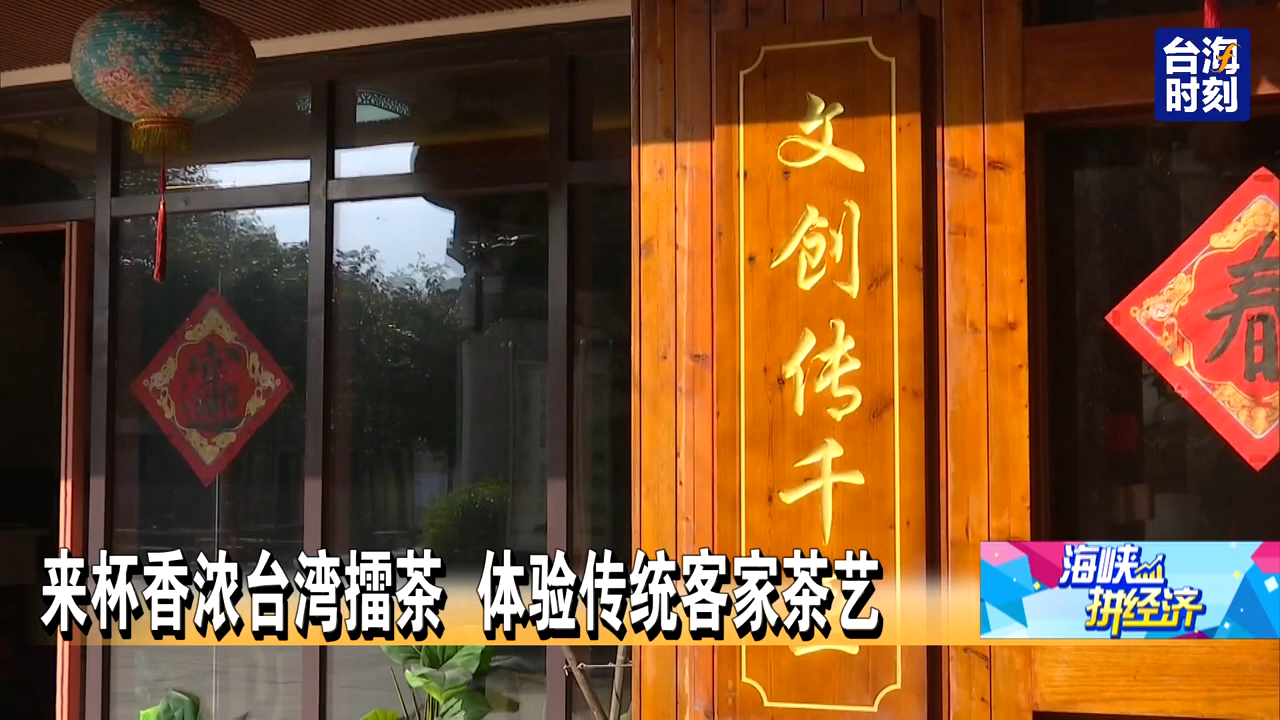 台海
时刻
文创传千
春
来杯香浓台湾擂茶 体验传统客家茶艺
海峡
拼经济